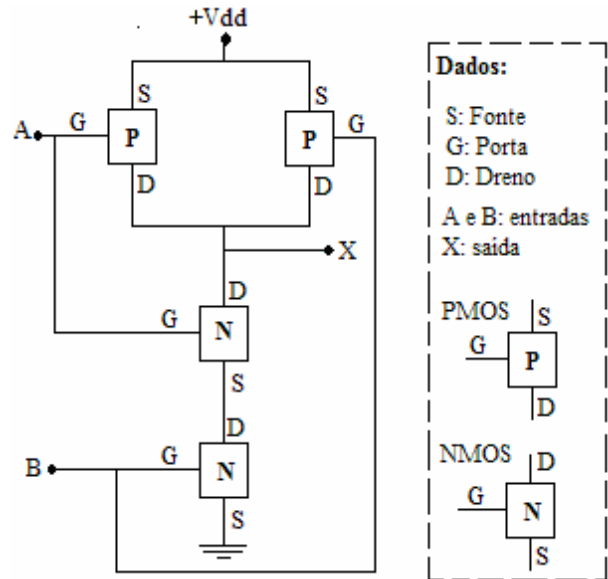 +Vdd
S
S
A
G
P
P
G
D
D
X
D
G
N
S
D
B
G
N
S
Dados:
S: Fonte
G: Porta
D: Dreno
A e B: entradas
X: saida
PMOS
S
G
P
D
NMOS
D
G
N
S